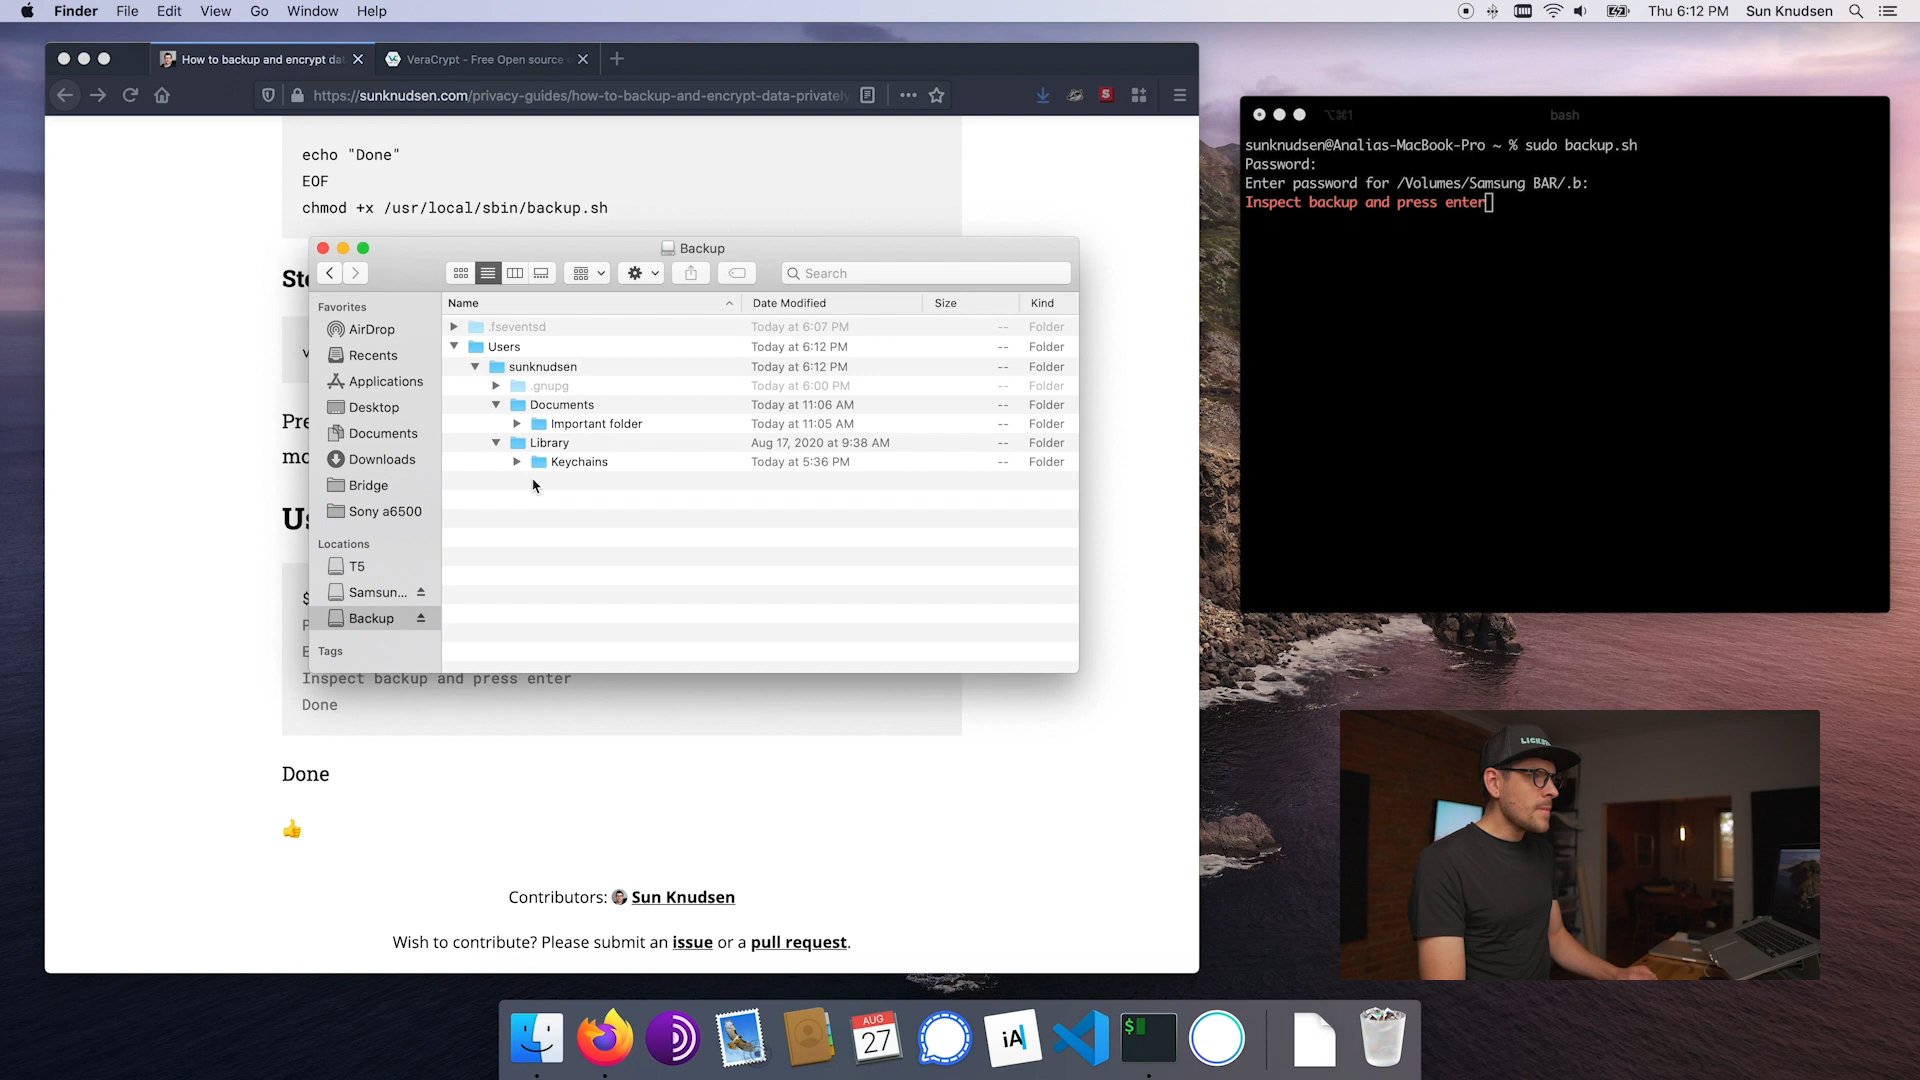 Finder File Edit View Go Window Help
Thu 6:12 PM Sun Knudsen
How to backup and encrypt dat
VeraCrypt - Free Open source
https://sunknudsen.com/privacy-guides/how-to-backup-and-encrypt-data-privately
S
echo "Done"
EOF
chmod +x /usr/local/sbin/backup.sh
Backup
Search
Favorites
AirDrop
Recents
Applications
Desktop
Documents
Downloads
Bridge
Sony a6500
Locations
T5
Samsun...
Backup
Tags
Name Date Modified Size Kind
.fseventsd Today at 6:07 PM -- Folder
Users Today at 6:12 PM -- Folder
sunknudsen Today at 6:12 PM -- Folder
.gnupg Today at 6:00 PM -- Folder
Documents Today at 11:06 AM -- Folder
Important folder Today at 11:05 AM -- Folder
Library Aug 17, 2020 at 9:38 AM -- Folder
Keychains Today at 5:36 PM -- Folder
Inspect backup and press enter
Done
Done
Contributors: Sun Knudsen
Wish to contribute? Please submit an issue or a pull request.
⌥⌘1 bash
sunknudsen@Analias-MacBook-Pro ~ % sudo backup.sh
Password:
Enter password for /Volumes/Samsung BAR/.b:
Inspect backup and press enter
AUG
27
iA
$